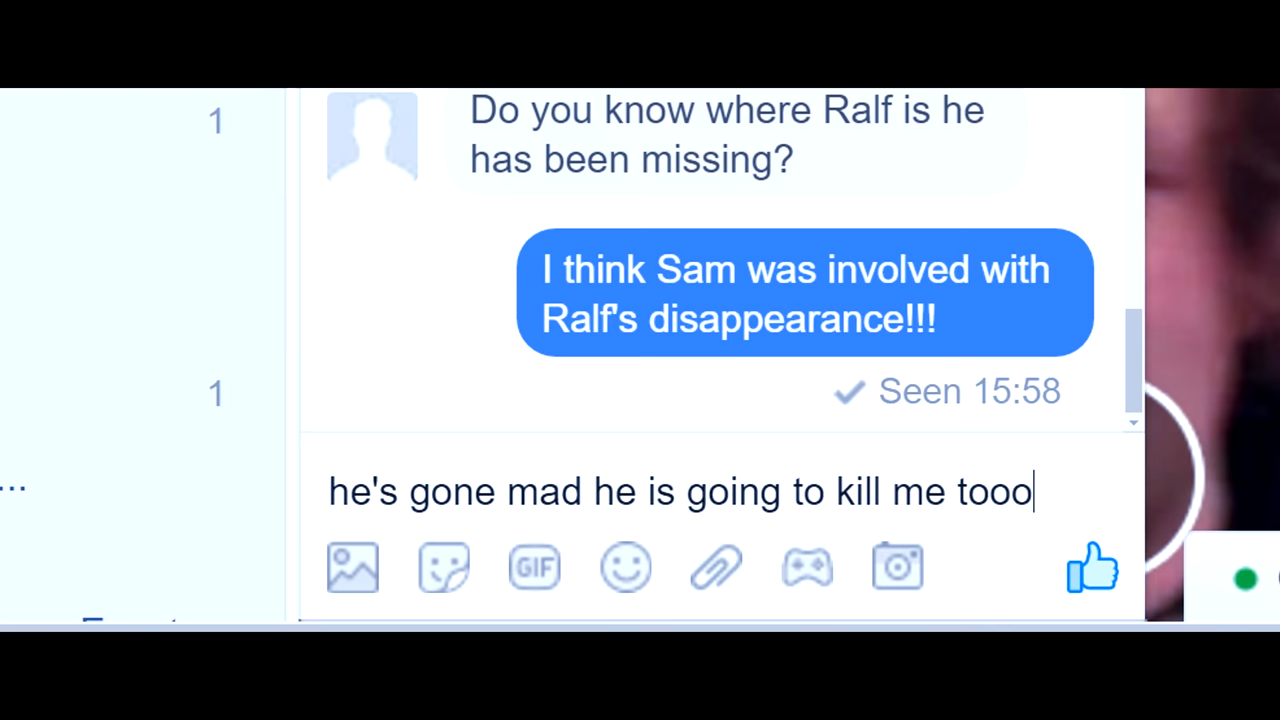 1
Do you know where Ralf is he
has been missing?
I think Sam was involved with
Ralf's disappearance!!!
Seen 15:58
1
...
he's gone mad he is going to kill me tooo
GIF